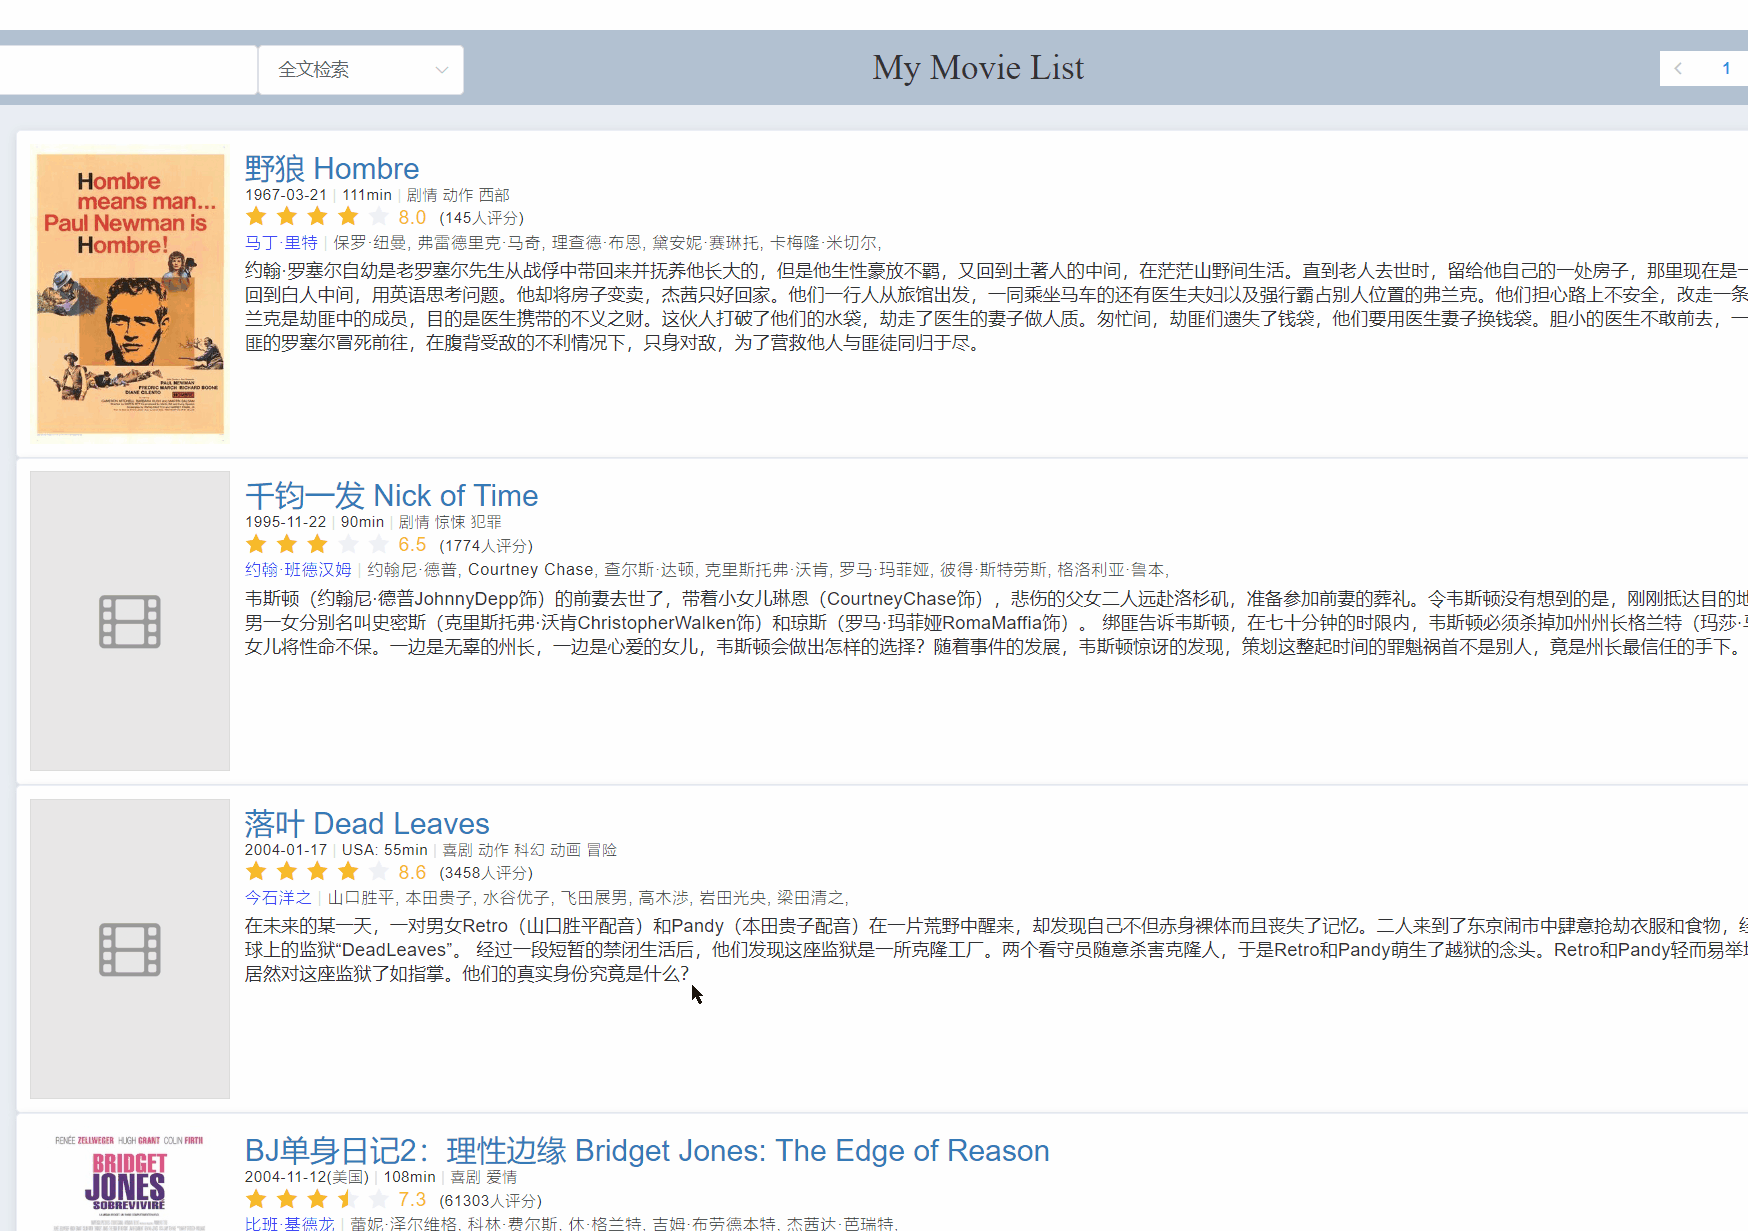 全文检索
My Movie List
1
Hombre
means man...
Paul Newman is
Hombre!
PAUL NEWMAN
FREDRIC MARCH RICHARD BOONE
DIANE CILENTO
野狼 Hombre
1967-03-21 | 111min | 剧情 动作 西部
8.0 (145人评分)
马丁·里特 | 保罗·纽曼, 弗雷德里克·马奇, 理查德·布恩, 黛安妮·赛琳托, 卡梅隆·米切尔,
约翰·罗塞尔自幼是老罗塞尔先生从战俘中带回来并抚养他长大的，但是他生性豪放不羁，又回到土著人的中间，在茫茫山野间生活。直到老人去世时，留给他自己的一处房子，那里现在是一
回到白人中间，用英语思考问题。他却将房子变卖，杰茜只好回家。他们一行人从旅馆出发，一同乘坐马车的还有医生夫妇以及强行霸占别人位置的弗兰克。他们担心路上不安全，改走一条
兰克是劫匪中的成员，目的是医生携带的不义之财。这伙人打破了他们的水袋，劫走了医生的妻子做人质。匆忙间，劫匪们遗失了钱袋，他们要用医生妻子换钱袋。胆小的医生不敢前去，一
匪的罗塞尔冒死前往，在腹背受敌的不利情况下，只身对敌，为了营救他人与匪徒同归于尽。
千钧一发 Nick of Time
1995-11-22 | 90min | 剧情 惊悚 犯罪
6.5 (1774人评分)
约翰·班德汉姆 | 约翰尼·德普, Courtney Chase, 查尔斯·达顿, 克里斯托弗·沃肯, 罗马·玛菲娅, 彼得·斯特劳斯, 格洛利亚·鲁本,
韦斯顿（约翰尼·德普JohnnyDepp饰）的前妻去世了，带着小女儿琳恩（CourtneyChase饰），悲伤的父女二人远赴洛杉矶，准备参加前妻的葬礼。令韦斯顿没有想到的是，刚刚抵达目的地
男一女分别名叫史密斯（克里斯托弗·沃肯ChristopherWalken饰）和琼斯（罗马·玛菲娅RomaMaffia饰）。 绑匪告诉韦斯顿，在七十分钟的时限内，韦斯顿必须杀掉加州州长格兰特（玛莎·
女儿将性命不保。一边是无辜的州长，一边是心爱的女儿，韦斯顿会做出怎样的选择？随着事件的发展，韦斯顿惊讶的发现，策划这整起时间的罪魁祸首不是别人，竟是州长最信任的手下。
落叶 Dead Leaves
2004-01-17 | USA: 55min | 喜剧 动作 科幻 动画 冒险
8.6 (3458人评分)
今石洋之 | 山口胜平, 本田贵子, 水谷优子, 飞田展男, 高木渉, 岩田光央, 梁田清之,
在未来的某一天，一对男女Retro（山口胜平配音）和Pandy（本田贵子配音）在一片荒野中醒来，却发现自己不但赤身裸体而且丧失了记忆。二人来到了东京闹市中肆意抢劫衣服和食物，
球上的监狱“DeadLeaves”。 经过一段短暂的禁闭生活后，他们发现这座监狱是一所克隆工厂。两个看守员随意杀害克隆人，于是Retro和Pandy萌生了越狱的念头。Retro和Pandy轻而易举
居然对这座监狱了如指掌。他们的真实身份究竟是什么？
RENÉE ZELLWEGER HUGH GRANT COLIN FIRTH
BRIDGET
JONES
SOBREVIVIRÉ
BJ单身日记2：理性边缘 Bridget Jones: The Edge of Reason
2004-11-12(美国) | 108min | 喜剧 爱情
7.3 (61303人评分)
比班·基德龙 | 蕾妮·泽尔维格, 科林·费尔斯, 休·格兰特, 吉姆·布劳德本特, 杰茜达·芭瑞特,